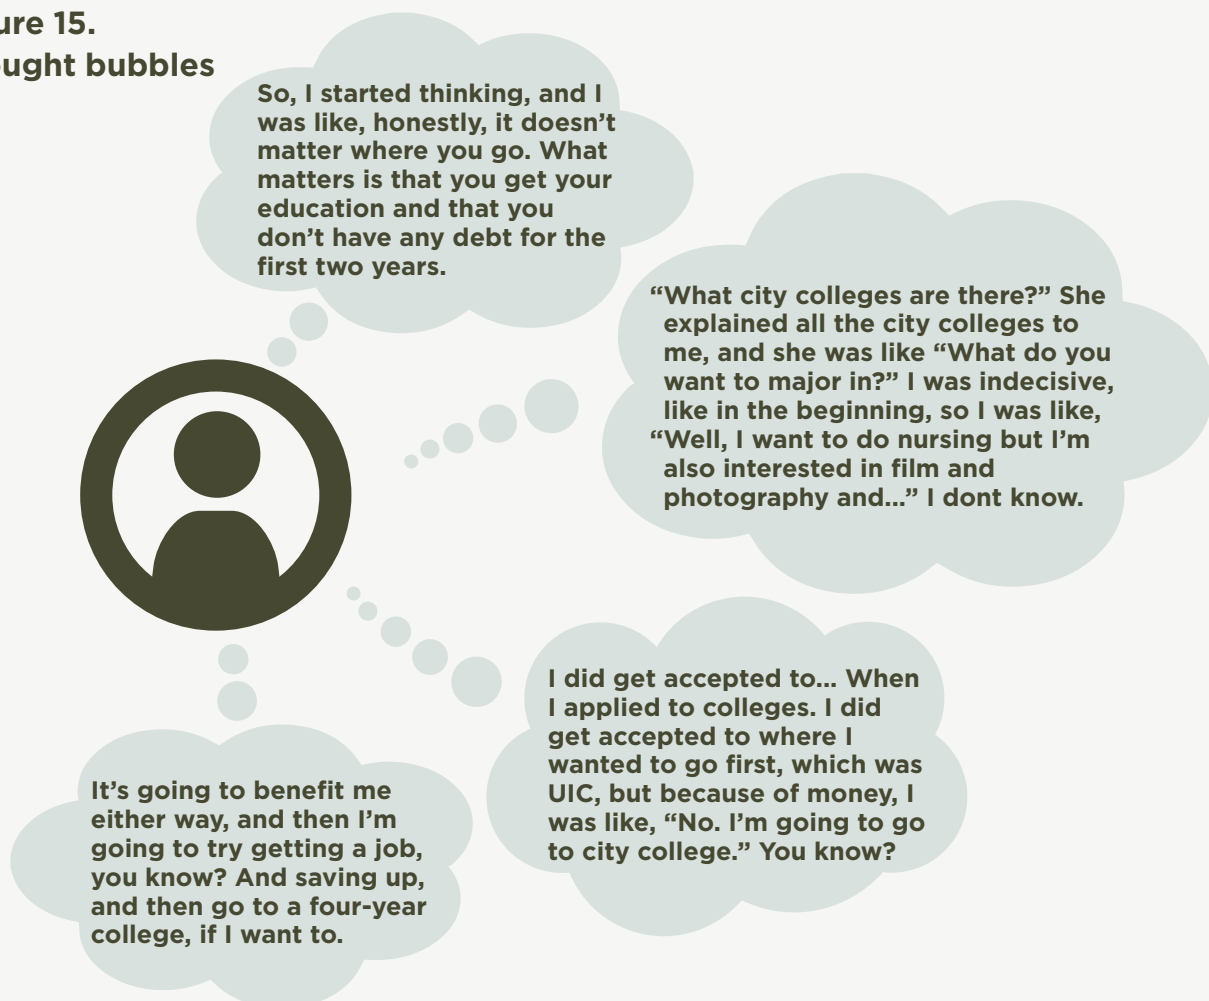 ure 15.
ought bubbles
So, I started thinking, and I
was like, honestly, it doesn’t
matter where you go. What
matters is that you get your
education and that you
don’t have any debt for the
first two years.
“What city colleges are there?” She
explained all the city colleges to
me, and she was like “What do you
want to major in?” I was indecisive,
like in the beginning, so I was like,
“Well, I want to do nursing but I’m
also interested in film and
photography and...” I dont know.
I did get accepted to... When
I applied to colleges. I did
get accepted to where I
wanted to go first, which was
UIC, but because of money, I
was like, “No. I’m going to go
to city college.” You know?
It’s going to benefit me
either way, and then I’m
going to try getting a job,
you know? And saving up,
and then go to a four-year
college, if I want to.